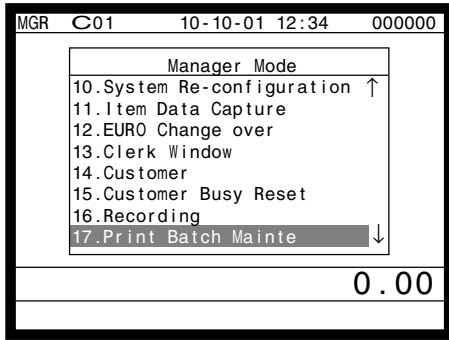 MGR C01 10-10-01 12:34 000000
Manager Mode
10.System Re-configuration ↑
11.Item Data Capture
12.EURO Change over
13.Clerk Window
14.Customer
15.Customer Busy Reset
16.Recording
17.Print Batch Mainte ↓
0.00